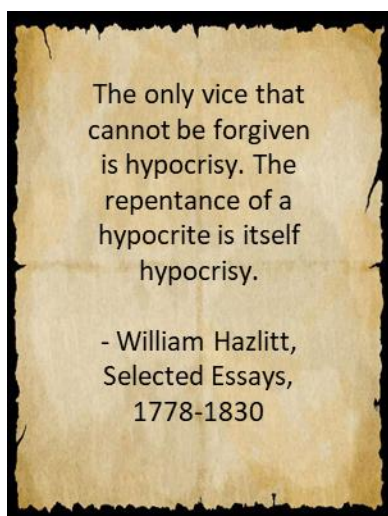 The only vice that
cannot be forgiven
is hypocrisy. The
repentance of a
hypocrite is itself
hypocrisy.
- William Hazlitt,
Selected Essays,
1778-1830